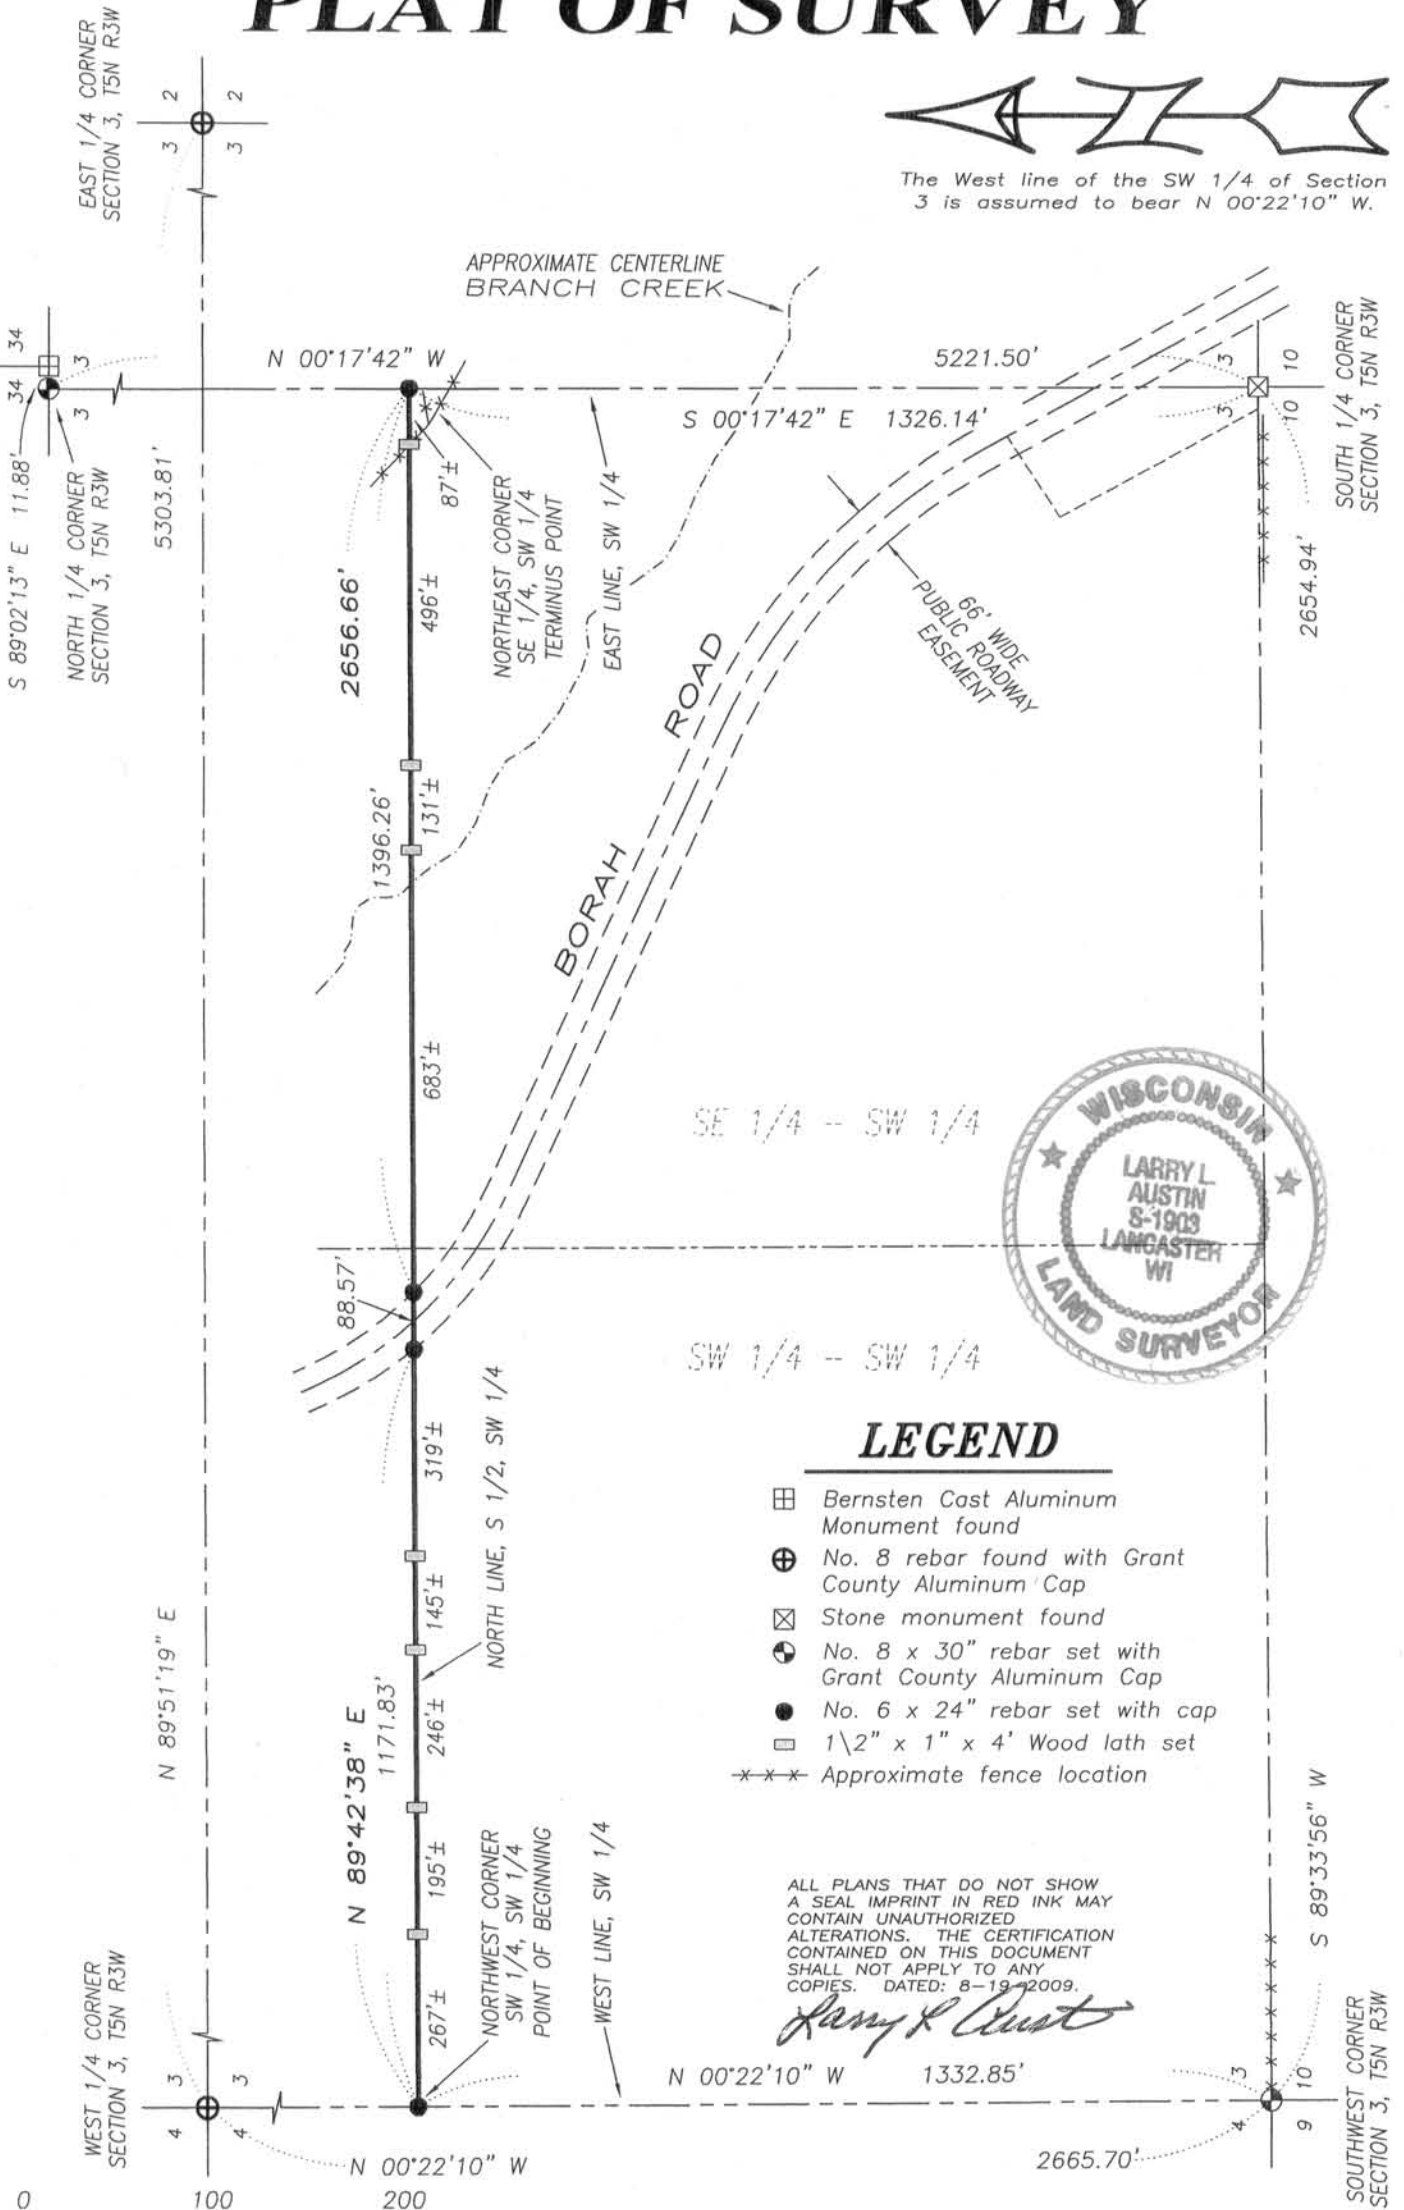 PLAT OF SURVEY
The West line of the SW 1/4 of Section
3 is assumed to bear N 00°22'10" W.
EAST 1/4 CORNER
SECTION 3, T5N R3W
2
2
3
3
APPROXIMATE CENTERLINE
BRANCH CREEK
34
34
3
3
S 89°02'13" E 11.88'
NORTH 1/4 CORNER
SECTION 3, T5N R3W
N 00°17'42" W
5221.50'
S 00°17'42" E 1326.14'
3
10
3
10
SOUTH 1/4 CORNER
SECTION 3, T5N R3W
5303.81'
2656.66'
87'±
496'±
NORTHEAST CORNER
SE 1/4, SW 1/4
TERMINUS POINT
EAST LINE, SW 1/4
66' WIDE
PUBLIC ROADWAY
EASEMENT
2654.94'
BORAH ROAD
1396.26'
131'±
683'±
SE 1/4 -- SW 1/4
WISCONSIN
LARRY L
AUSTIN
S-1903
LANCASTER
WI
LAND SURVEYOR
88.57'
SW 1/4 - SW 1/4
319'±
145'±
NORTH LINE, S 1/2, SW 1/4
LEGEND
Bernsten Cast Aluminum
Monument found
No. 8 rebar found with Grant
County Aluminum Cap
Stone monument found
No. 8 x 30" rebar set with
Grant County Aluminum Cap
No. 6 x 24" rebar set with cap
1\2" x 1" x 4' Wood lath set
x-x-x Approximate fence location
N 89°51'19" E
N 89°42'38" E
1171.83'
246'±
195'±
267'±
NORTHWEST CORNER
SW 1/4, SW 1/4
POINT OF BEGINNING
WEST LINE, SW 1/4
S 89°33'56" W
ALL PLANS THAT DO NOT SHOW
A SEAL IMPRINT IN RED INK MAY
CONTAIN UNAUTHORIZED
ALTERATIONS. THE CERTIFICATION
CONTAINED ON THIS DOCUMENT
SHALL NOT APPLY TO ANY
COPIES. DATED: 8-19-2009.
Larry L Aust
N 00°22'10" W 1332.85'
WEST 1/4 CORNER
SECTION 3, T5N R3W
3
3
4
4
N 00°22'10" W
2665.70'
3
10
4
9
SOUTHWEST CORNER
SECTION 3, T5N R3W
0 100 200